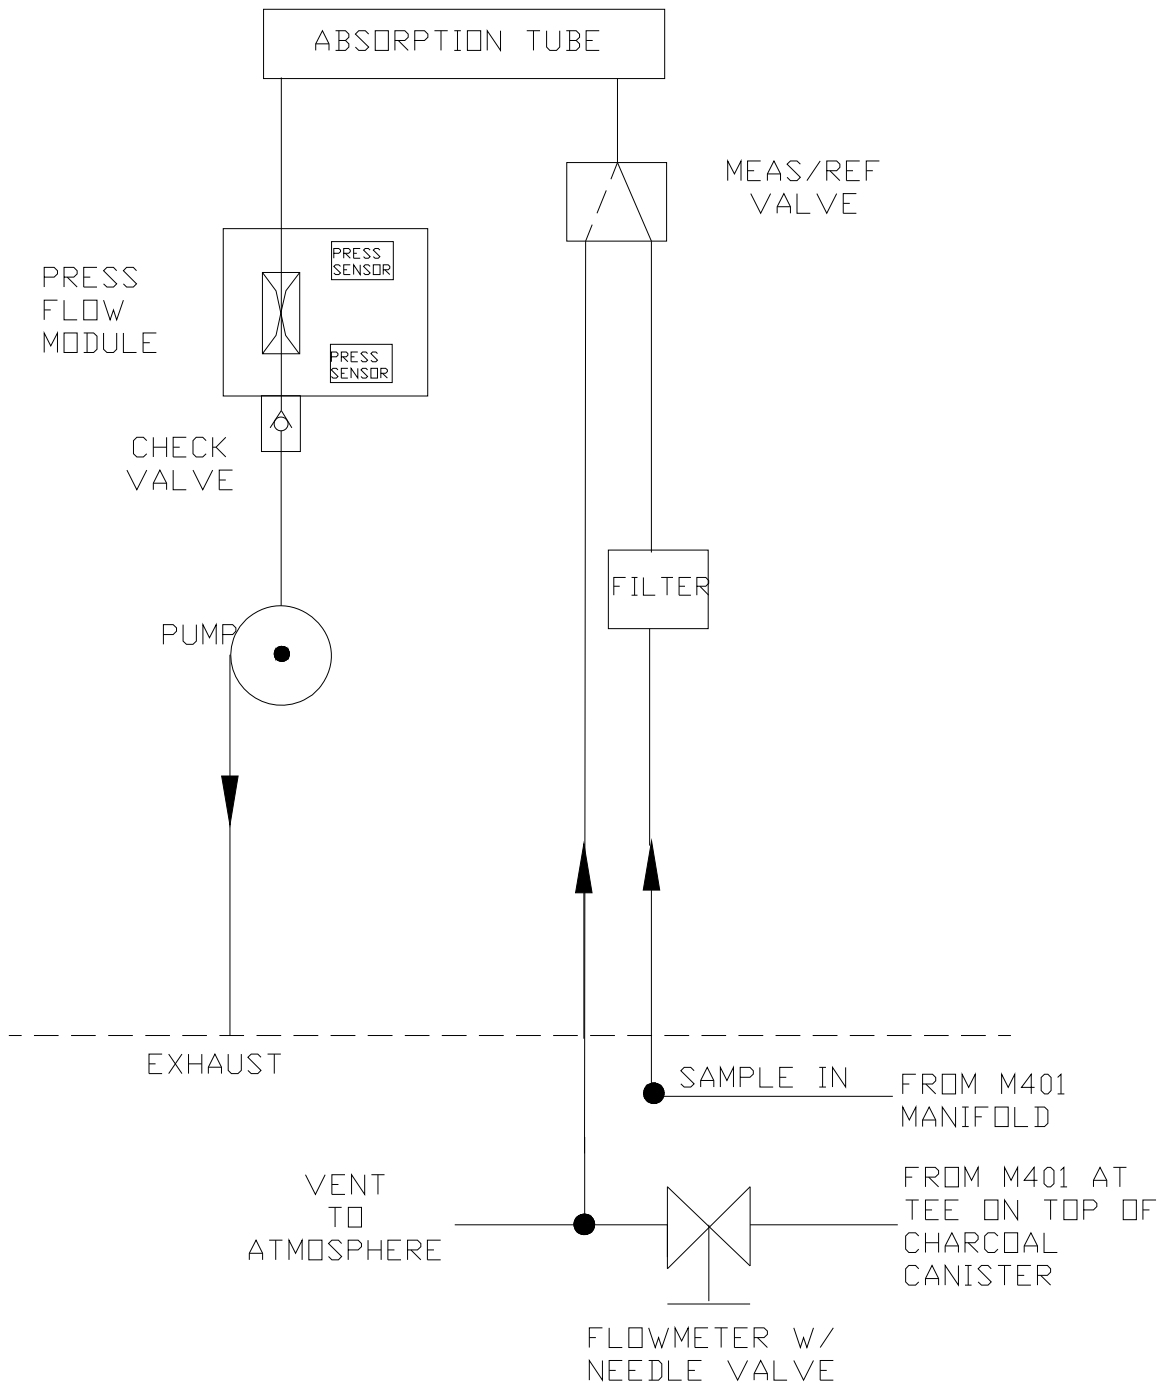 ABSORPTION TUBE
MEAS/REF
VALVE
PRESS
SENSOR
PRESS
FLOW
MODULE
PRESS
SENSOR
CHECK
VALVE
FILTER
PUMP
EXHAUST
SAMPLE IN
FROM M401
MANIFOLD
VENT
TO
ATMOSPHERE
FROM M401 AT
TEE ON TOP OF
CHARCOAL
CANISTER
FLOWMETER W/
NEEDLE VALVE